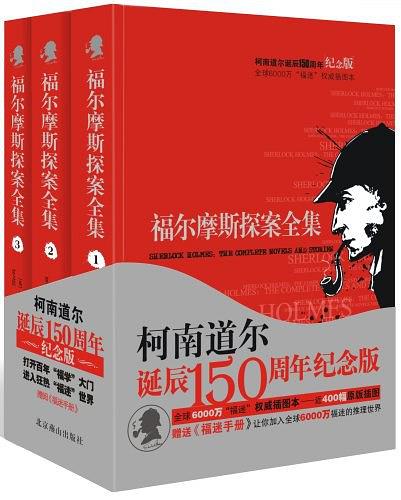 福尔摩斯探案全集
3
福尔摩斯探案全集
2
福尔摩斯探案全集
1
柯南道尔诞辰150周年纪念版
全球6000万“福迷”权威插图本
福尔摩斯探案全集
SHERLOCK HOLMES: THE COMPLETE NOVELS AND STORIES
HOLMES
柯南道尔
诞辰150周年
纪念版
打开百年“福学”大门
进入狂热“福迷”世界
赠送《福迷手册》
北京燕山出版社
柯南道尔
诞辰150周年纪念版
全球6000万“福迷”权威插图本——近400幅原版插图
赠送《福迷手册》让你加入全球6000万福迷的推理世界